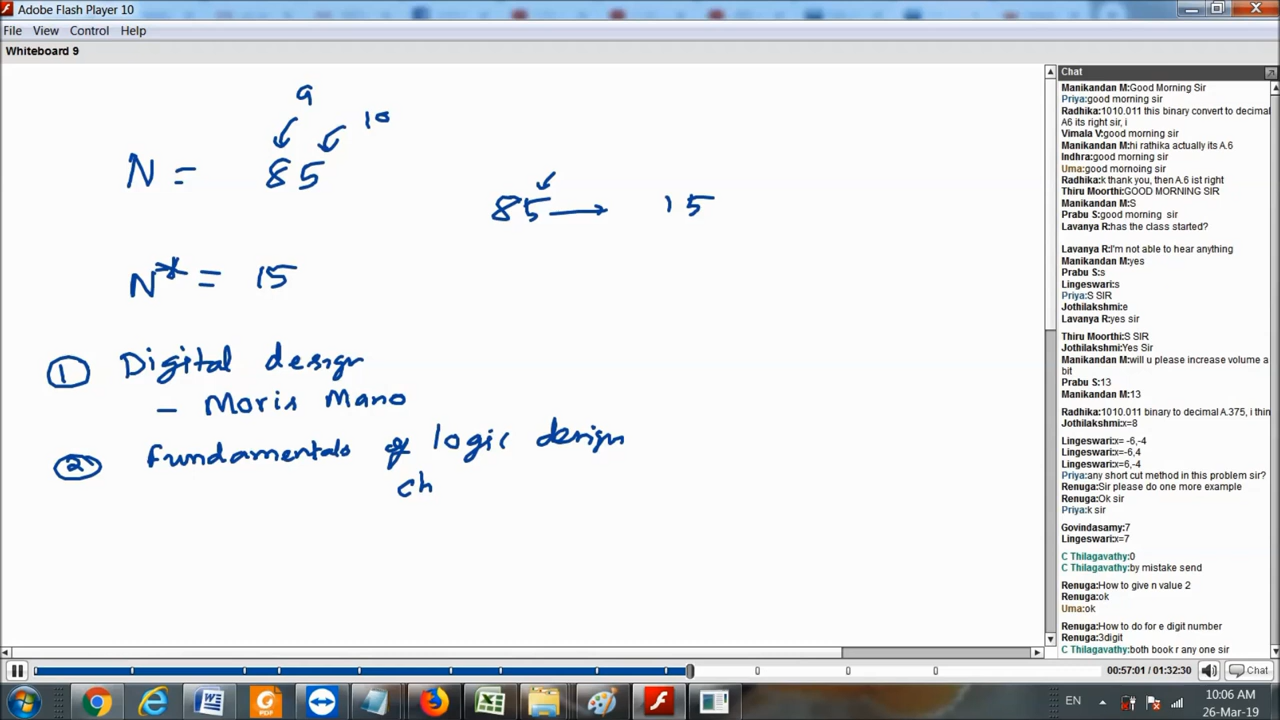 Adobe Flash Player 10
File View Control Help
Whiteboard 9
9
10
N = 85
85 → 15
N* = 15
① Digital design
- Moris Mano
② Fundamentals of logic design
ch
Chat
Manikandan M:Good Morning Sir
Priya:good morning sir
Radhika:1010.011 this binary convert to decimal
A6 its right sir, i
Vimala V:good morning sir
Manikandan M:hi rathika actually its A.6
Indhra:good morning sir
Uma:good mornoing sir
Radhika:k thank you, then A.6 ist right
Thiru Moorthi:GOOD MORNING SIR
Manikandan M:S
Prabu S:good morning sir
Lavanya R:has the class started?
Lavanya R:I'm not able to hear anything
Manikandan M:yes
Prabu S:s
Lingeswari:s
Priya:S SIR
Jothilakshmi:e
Lavanya R:yes sir
Thiru Moorthi:S SIR
Jothilakshmi:Yes Sir
Manikandan M:will u please increase volume a
bit
Prabu S:13
Manikandan M:13
Radhika:1010.011 binary to decimal A.375, i thin
Jothilakshmi:x=8
Lingeswari:x= -6,-4
Lingeswari:x=-6,4
Lingeswari:x=6,-4
Priya:any short cut method in this problem sir?
Renuga:Sir please do one more example
Renuga:Ok sir
Priya:k sir
Govindasamy:7
Lingeswari:x=7
C Thilagavathy:0
C Thilagavathy:by mistake send
Renuga:How to give n value 2
Renuga:ok
Uma:ok
Renuga:How to do for e digit number
Renuga:3digit
C Thilagavathy:both book r any one sir
00:57:01 / 01:32:30
Chat
EN
10:06 AM
26-Mar-19